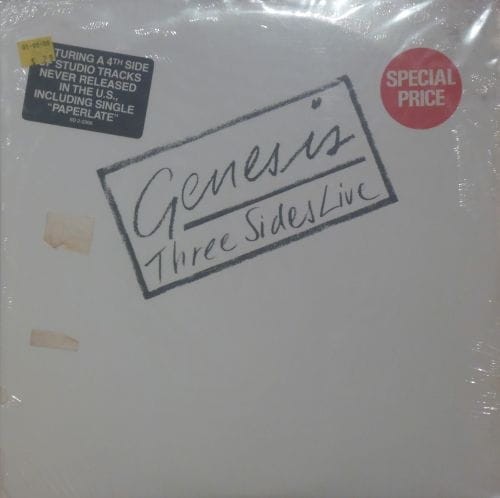 TURING A 4TH SIDE
STUDIO TRACKS
NEVER RELEASED
IN THE U.S.,
INCLUDING SINGLE
"PAPERLATE"
SPECIAL
PRICE
Genesis
Three Sides Live